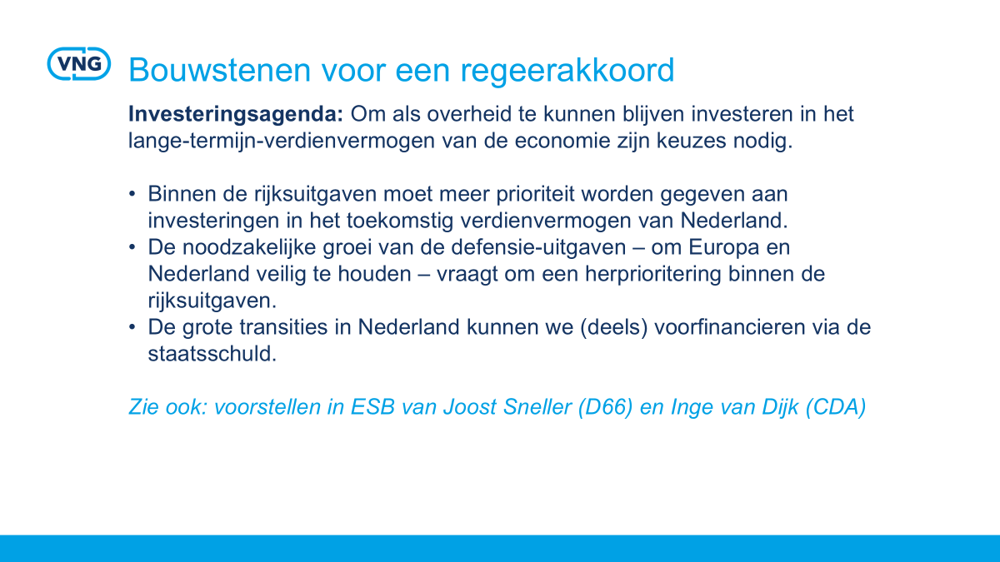 VNG
Bouwstenen voor een regeerakkoord
Investeringsagenda: Om als overheid te kunnen blijven investeren in het
lange-termijn-verdienvermogen van de economie zijn keuzes nodig.
• Binnen de rijksuitgaven moet meer prioriteit worden gegeven aan
investeringen in het toekomstig verdienvermogen van Nederland.
• De noodzakelijke groei van de defensie-uitgaven – om Europa en
Nederland veilig te houden – vraagt om een herprioritering binnen de
rijksuitgaven.
• De grote transities in Nederland kunnen we (deels) voorfinancieren via de
staatsschuld.
Zie ook: voorstellen in ESB van Joost Sneller (D66) en Inge van Dijk (CDA)